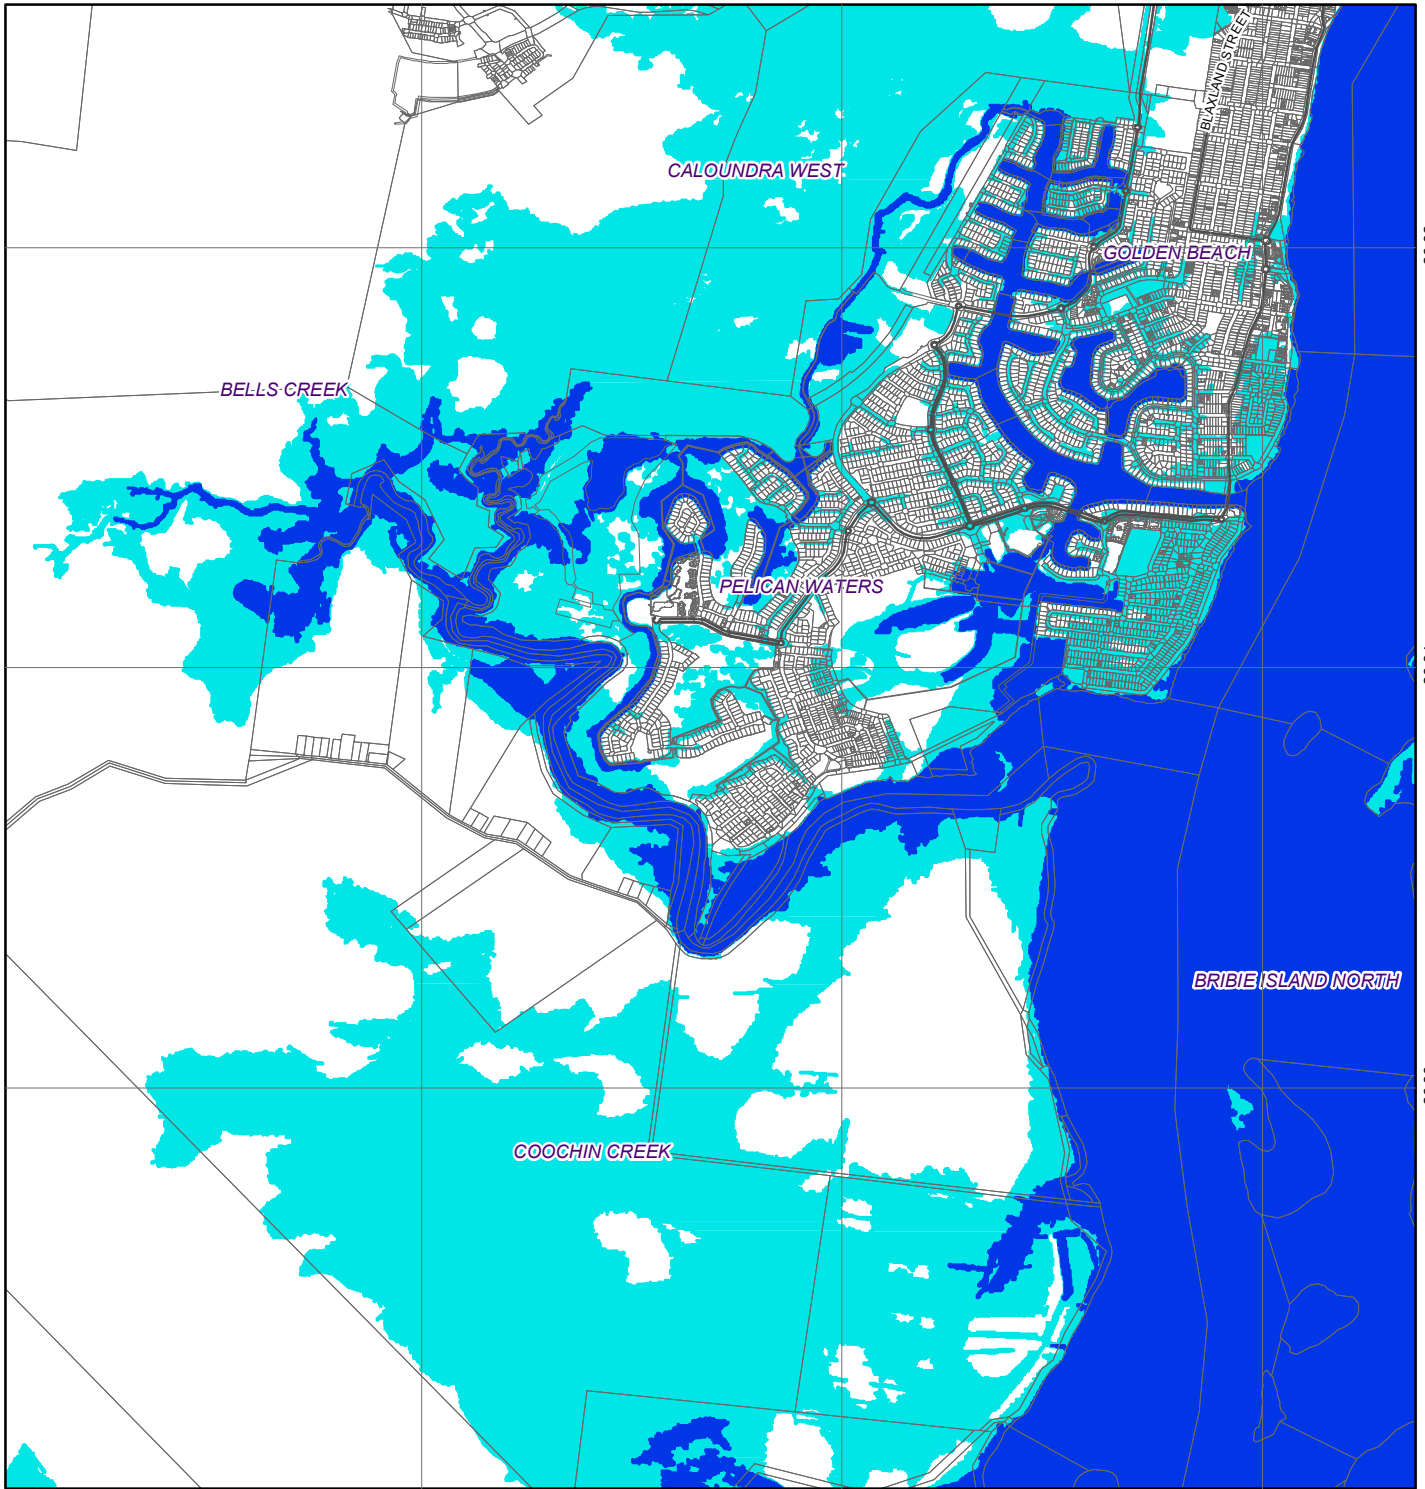 BLAXLAND STREET
CALOUNDRA WEST
GOLDEN BEACH
BELLS CREEK
PELICAN WATERS
BRIBIE ISLAND NORTH
COOCHIN CREEK